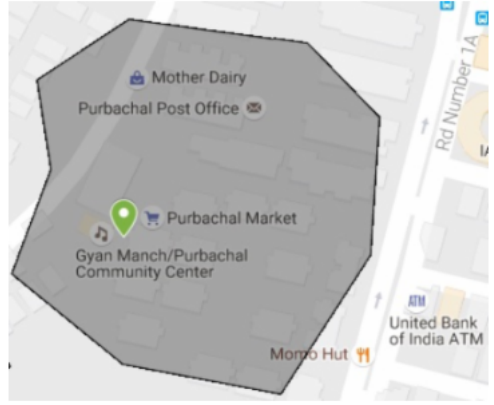 Mother Dairy
Purbachal Post Office
Rd Number 1A
Purbachal Market
Gyan Manch/Purbachal
Community Center
ATM
United Bank
of India ATM
Momo Hut